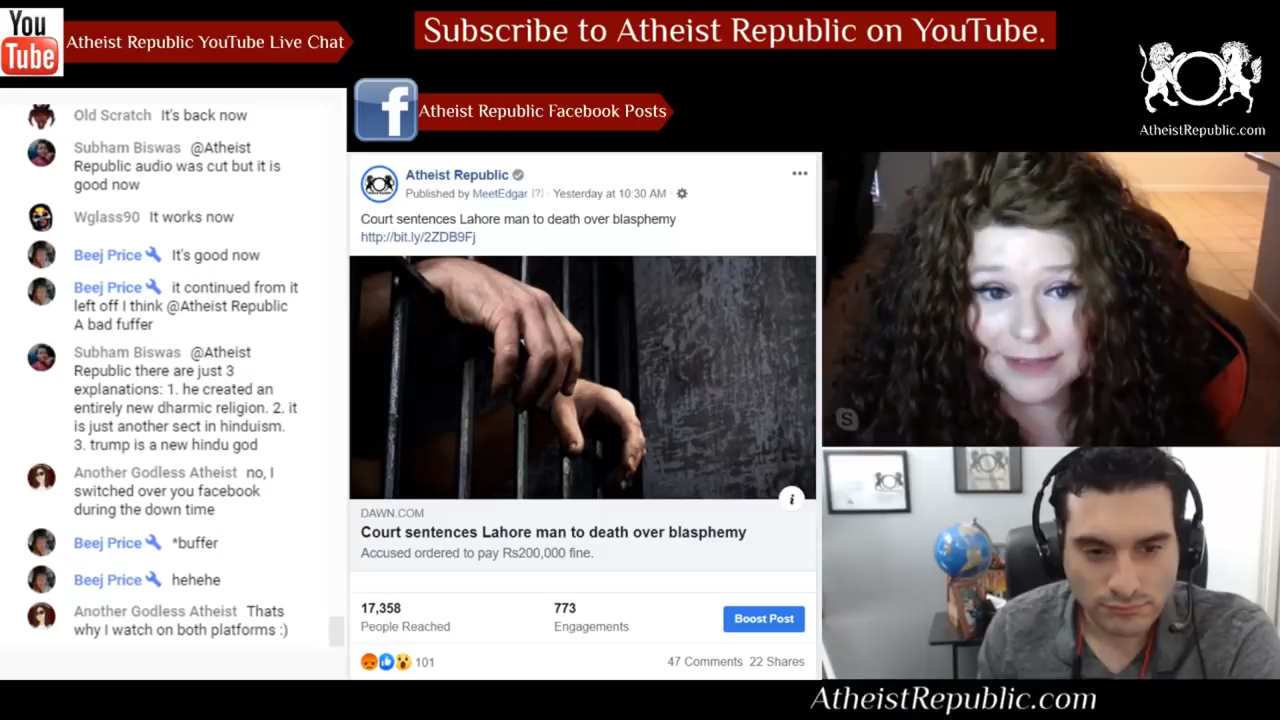 You
Tube
Atheist Republic YouTube Live Chat
Subscribe to Atheist Republic on YouTube.
AtheistRepublic.com
f
Atheist Republic Facebook Posts
Old Scratch It's back now
Subham Biswas @Atheist
Republic audio was cut but it is
good now
Wglass90 It works now
Beej Price It's good now
Beej Price it continued from it
left off I think @Atheist Republic
A bad fuffer
Subham Biswas @Atheist
Republic there are just 3
explanations: 1. he created an
entirely new dharmic religion. 2. it
is just another sect in hinduism.
3. trump is a new hindu god
Another Godless Atheist no, I
switched over you facebook
during the down time
Beej Price *buffer
Beej Price hehehe
Another Godless Atheist Thats
why I watch on both platforms :)
Atheist Republic
Published by MeetEdgar [?] · Yesterday at 10:30 AM ·
Court sentences Lahore man to death over blasphemy
http://bit.ly/2ZDB9Fj
i
DAWN.COM
Court sentences Lahore man to death over blasphemy
Accused ordered to pay Rs200,000 fine.
17,358 773
People Reached Engagements
Boost Post
101 47 Comments 22 Shares
AtheistRepublic.com